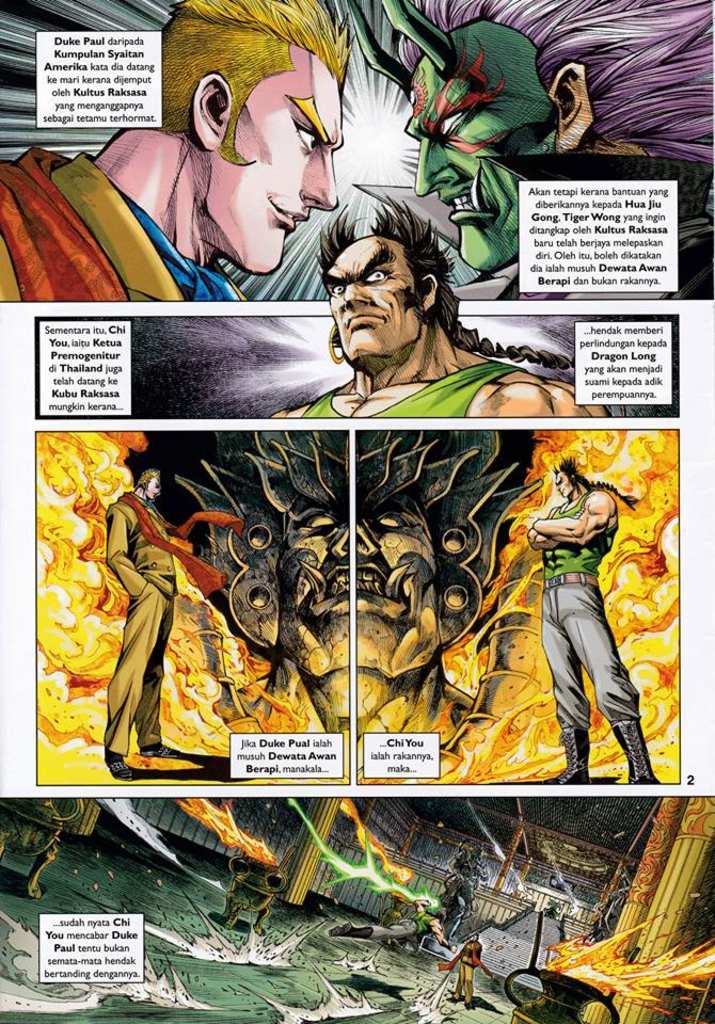 Duke Paul daripada
Kumpulan Syaitan
Amerika kata dia datang
ke mari kerana dijemput
oleh Kultus Raksasa
yang menganggapnya
sebagai tetamu terhormat.
Akan tetapi kerana bantuan yang
diberikannya dengan Hua Jiu
Gong, Tiger Wong yang ingin
ditangkap oleh Kultus Raksasa
baru telah berjaya melepaskan
diri. Oleh itu, boleh dikatakan
dia ialah musuh Dewata Awan
Berapi dan bukan rakannya.
Sementara itu, Chi
You, iaitu Ketua
Premogenitur
di Thailand juga
telah datang ke
Kubu Raksasa
mungkin kerana...
...hendak memberi
perlindungan kepada
Dragon Long
yang akan menjadi
suami kepada adik
perempuannya.
Jika Duke Pual ialah
musuh Dewata Awan
Berapi, manakala...
...Chi You
ialah rakannya,
maka...
2
...sudah nyata Chi
You mencabar Duke
Paul tentu bukan
semata-mata hendak
bertanding dengannya.